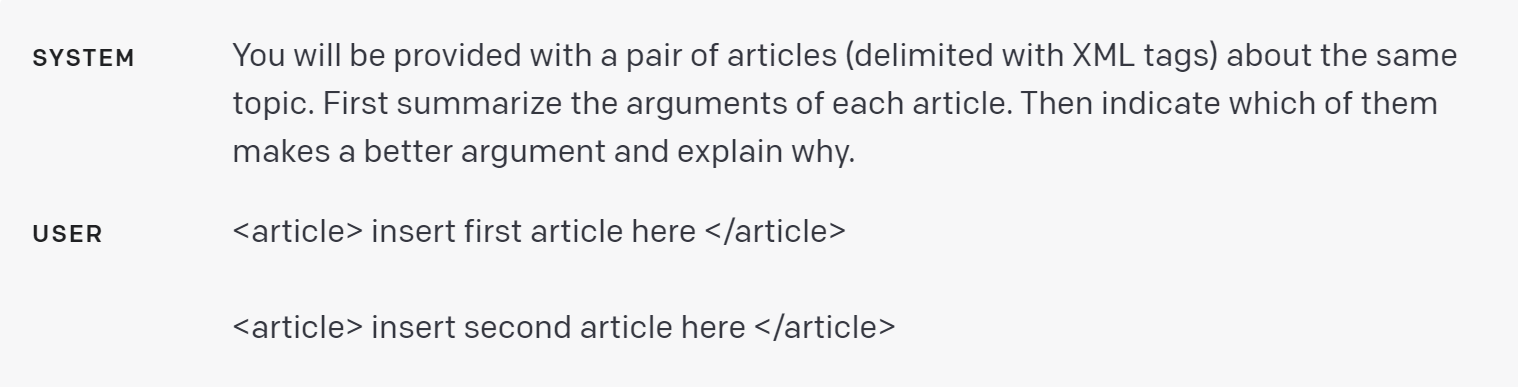 SYSTEM You will be provided with a pair of articles (delimited with XML tags) about the same
topic. First summarize the arguments of each article. Then indicate which of them
makes a better argument and explain why.
USER <article> insert first article here </article>
<article> insert second article here </article>